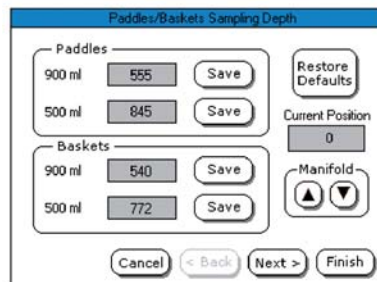 Paddles/Baskets Sampling Depth
Paddles
900 ml 555 Save
500 ml 845 Save
Restore
Defaults
Current Position
0
Baskets
900 ml 540 Save
500 ml 772 Save
Manifold
Cancel < Back Next > Finish